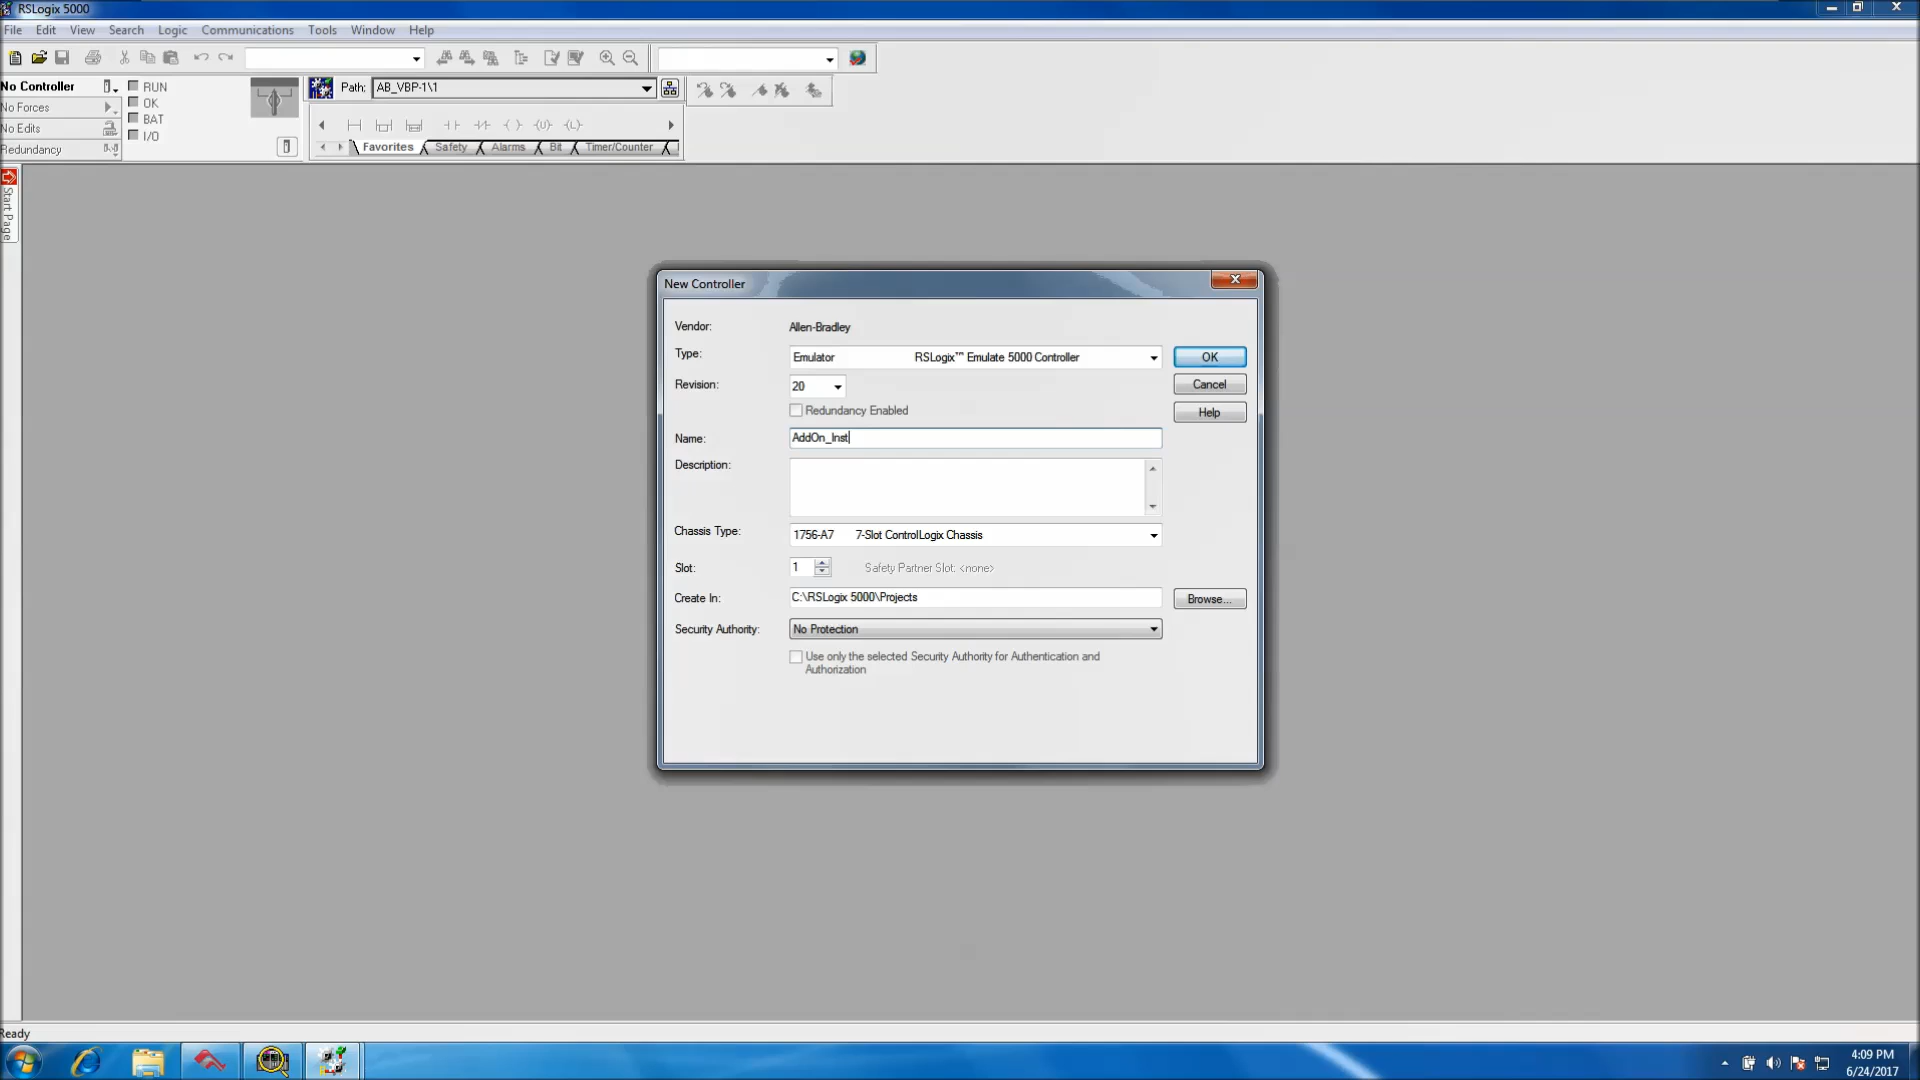 RSLogix 5000
File Edit View Search Logic Communications Tools Window Help
No Controller
RUN
Path: AB_VBP-1\1
No Forces
OK
No Edits
BAT
Redundancy
I/O
Favorites Safety Alarms Bit Timer/Counter
Start Page
New Controller
Vendor: Allen-Bradley
Type: Emulator RSLogix™ Emulate 5000 Controller
OK
Revision: 20
Cancel
Redundancy Enabled
Help
Name: AddOn_Inst
Description:
Chassis Type: 1756-A7 7-Slot ControlLogix Chassis
Slot: 1 Safety Partner Slot: <none>
Create In: C:\RSLogix 5000\Projects
Browse...
Security Authority: No Protection
Use only the selected Security Authority for Authentication and
Authorization
Ready
4:09 PM
6/24/2017